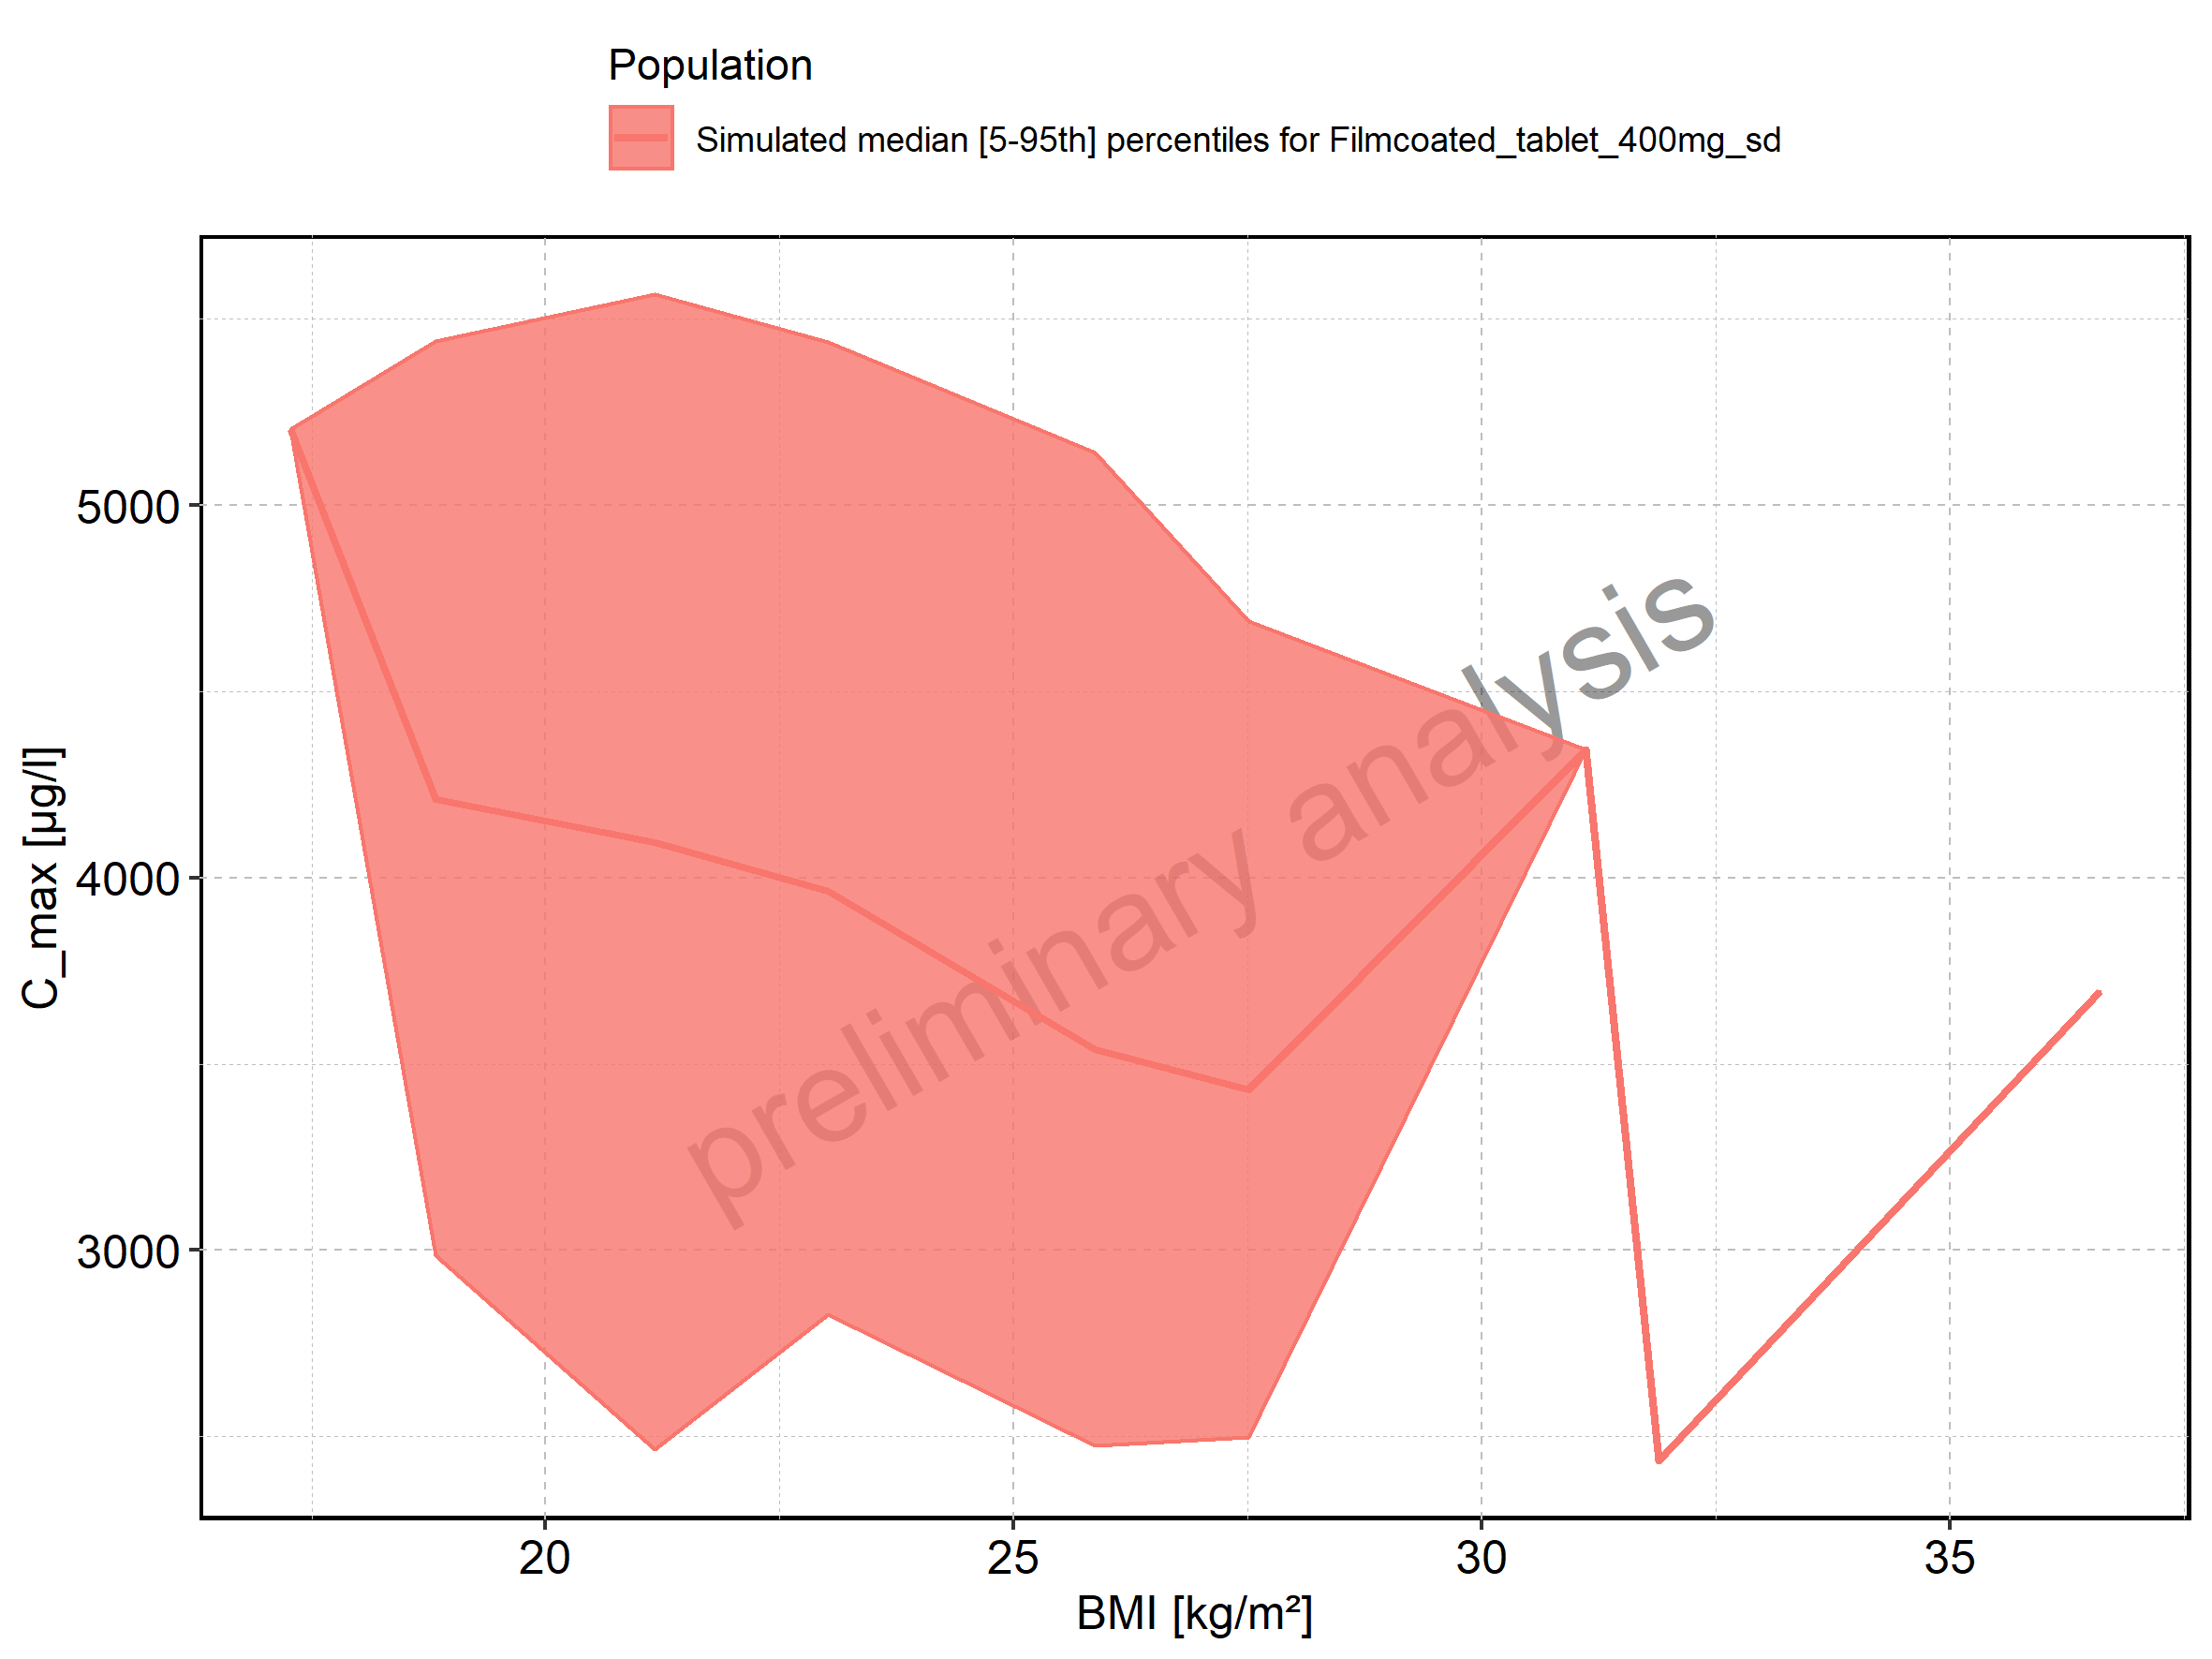 Population
Simulated median [5-95th] percentiles for Filmcoated_tablet_400mg_sd
5000
4000
3000
C_max [µg/l]
preliminary analysis
20 25 30 35
BMI [kg/m²]